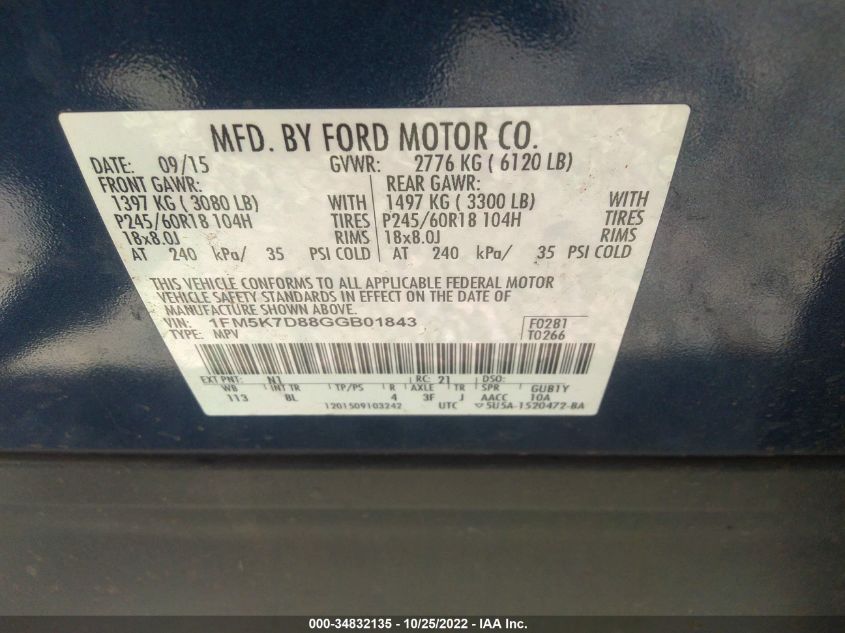 MFD. BY FORD MOTOR CO.
DATE: 09/15 GVWR: 2776 KG ( 6120 LB)
FRONT GAWR: REAR GAWR:
1397 KG ( 3080 LB) WITH 1497 KG ( 3300 LB) WITH
P245/60R18 104H TIRES P245/60R18 104H TIRES
18x8.0J RIMS 18x8.0J RIMS
AT 240 kPa/ 35 PSI COLD AT 240 kPa/ 35 PSI COLD
THIS VEHICLE CONFORMS TO ALL APPLICABLE FEDERAL MOTOR
VEHICLE SAFETY STANDARDS IN EFFECT ON THE DATE OF
MANUFACTURE SHOWN ABOVE.
VIN: 1FM5K7D88GGB01843 F0281
TYPE: MPV T0266
EXT PNT: N1 RC: 21 DSO:
WB INT TR TP/PS R AXLE TR SPR GUB1Y
113 BL 4 3F J AACC 10A
1201509103242 UTC ▽5U5A-1520472-BA
000-34832135 - 10/25/2022 - IAA Inc.